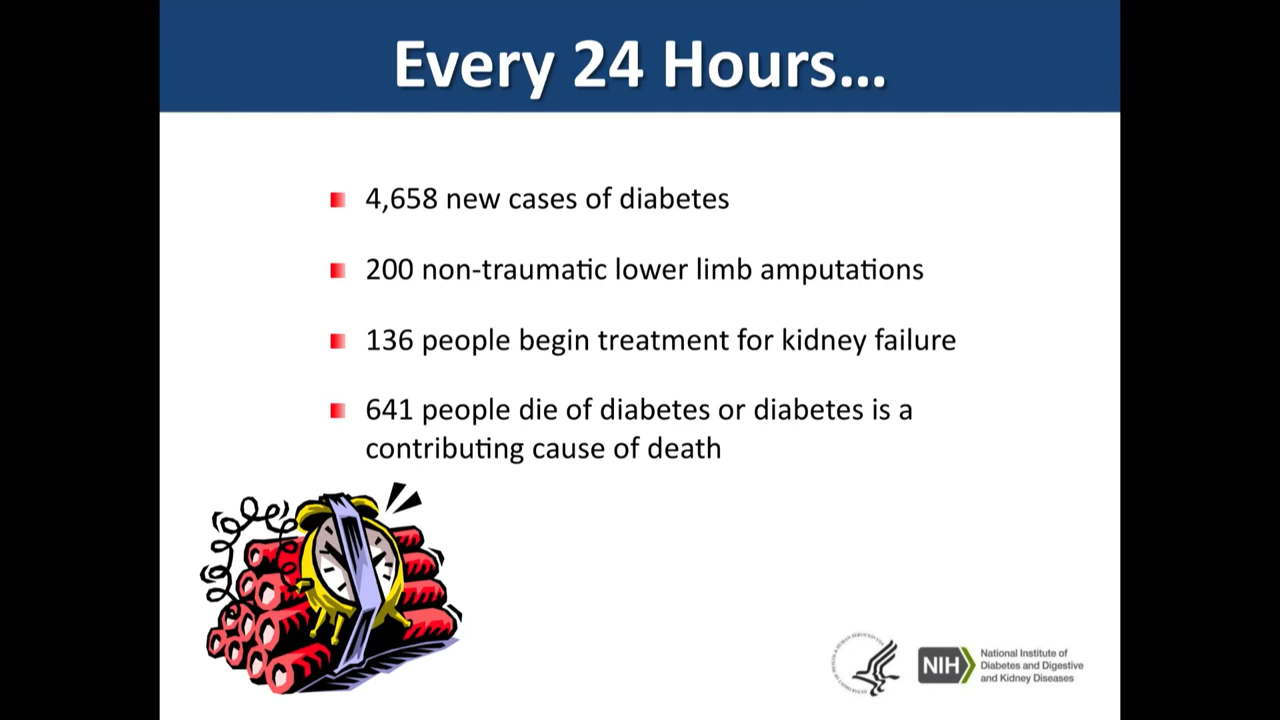 Every 24 Hours...
4,658 new cases of diabetes
200 non-traumatic lower limb amputations
136 people begin treatment for kidney failure
641 people die of diabetes or diabetes is a
contributing cause of death
NIH
National Institute of
Diabetes and Digestive
and Kidney Diseases